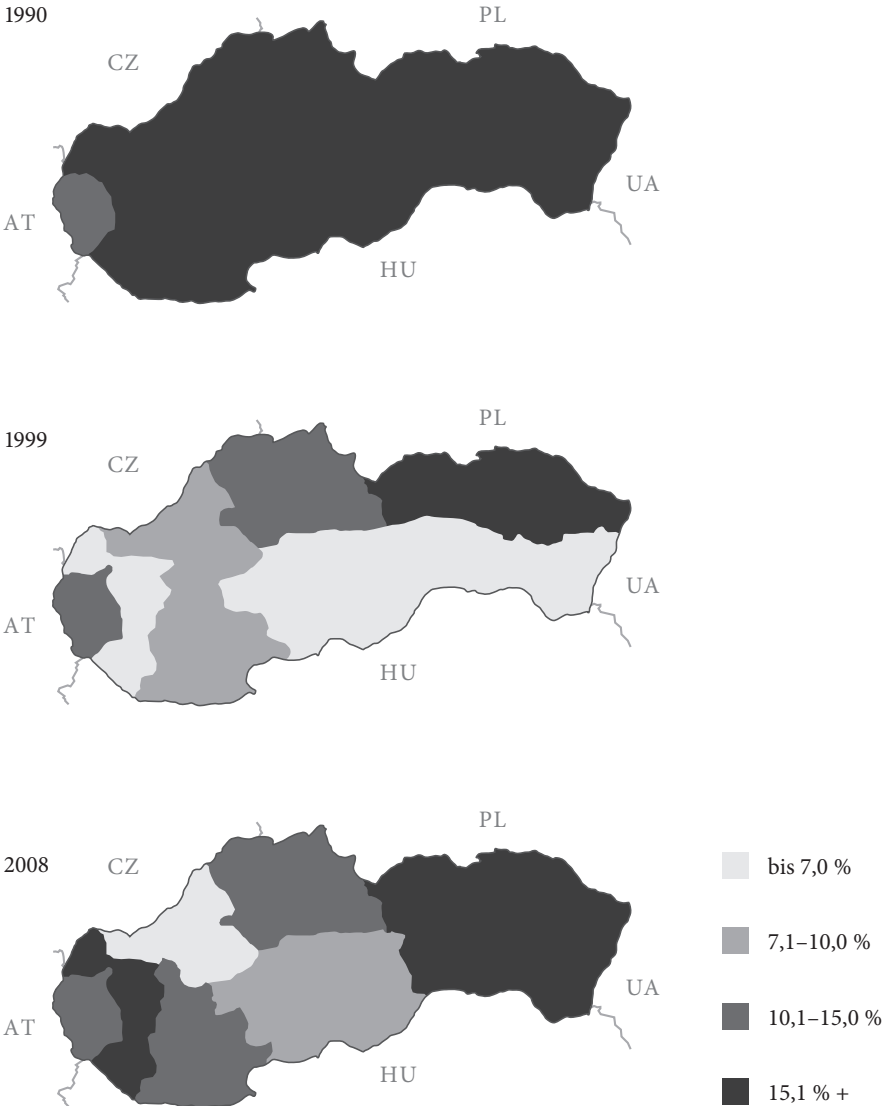 1990
PL
CZ
UA
AT
HU
1999
PL
CZ
UA
AT
HU
2008
PL
CZ
bis 7,0 %
7,1–10,0 %
UA
10,1–15,0 %
AT
HU
15,1 % +